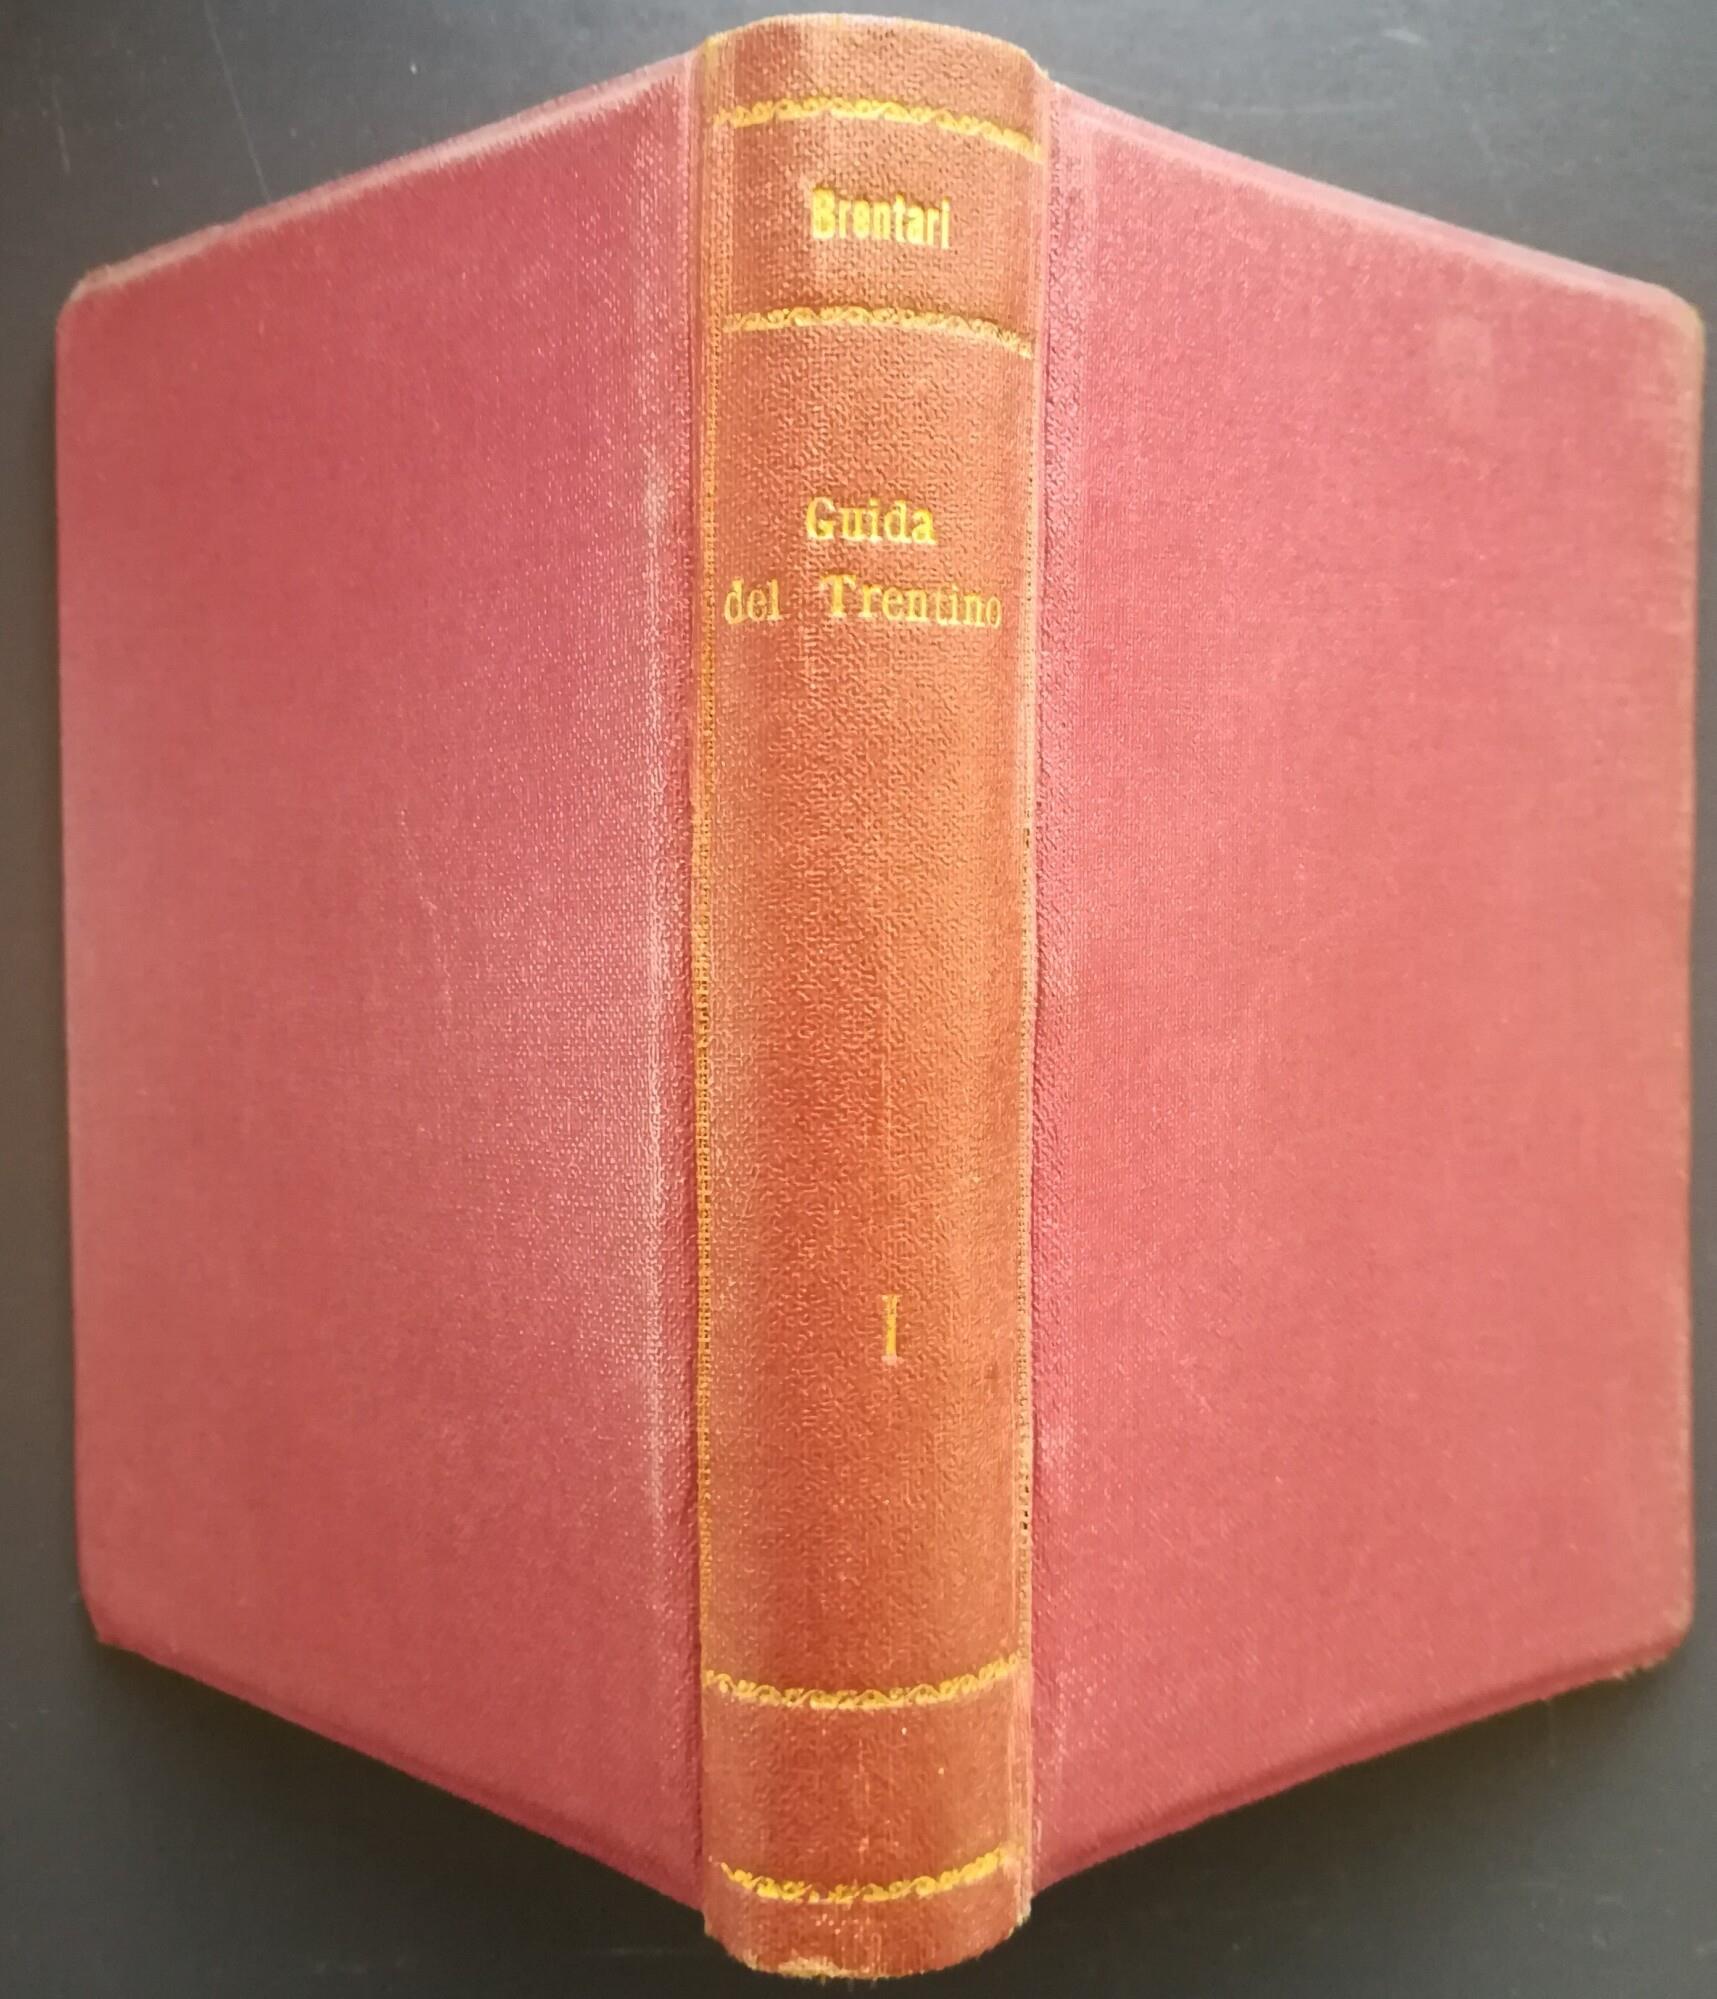 Brentari
Guida
del Trentino
I